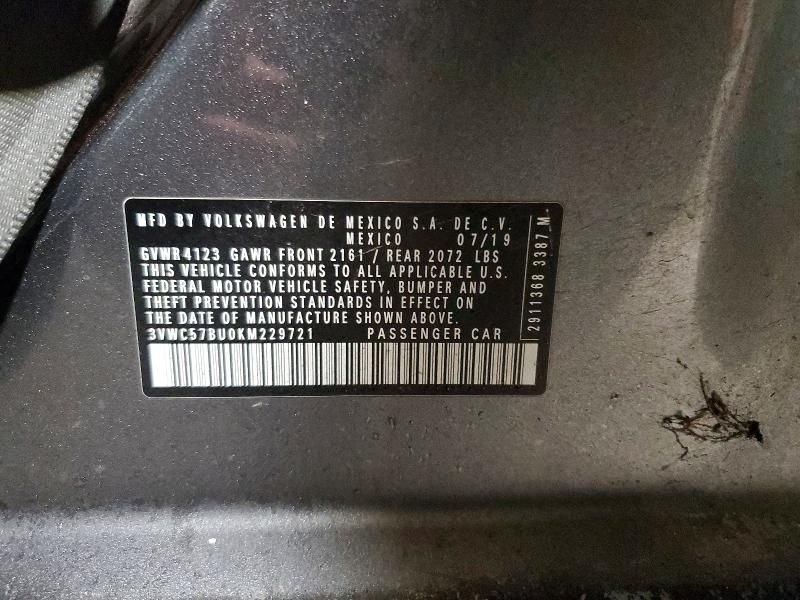 MFD BY VOLKSWAGEN DE MEXICO S.A. DE C.V.
MEXICO 07/19
GVWR4123 GAWR FRONT 2161 / REAR 2072 LBS
THIS VEHICLE CONFORMS TO ALL APPLICABLE U.S.
FEDERAL MOTOR VEHICLE SAFETY, BUMPER AND
THEFT PREVENTION STANDARDS IN EFFECT ON
THE DATE OF MANUFACTURE SHOWN ABOVE.
3VWC57BU0KM229721 PASSENGER CAR
2911368 3387 M